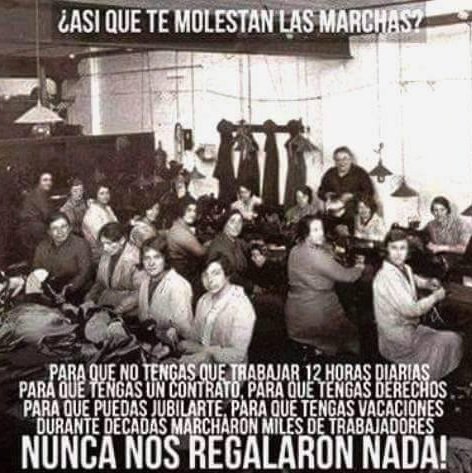 ¿ASI QUE TE MOLESTAN LAS MARCHAS?
PARA QUE NO TENGAS QUE TRABAJAR 12 HORAS DIARIAS
PARA QUE TENGAS UN CONTRATO, PARA QUE TENGAS DERECHOS
PARA QUE PUEDAS JUBILARTE, PARA QUE TENGAS VACACIONES
DURANTE DECADAS MARCHARON MILES DE TRABAJADORES
NUNCA NOS REGALARON NADA!